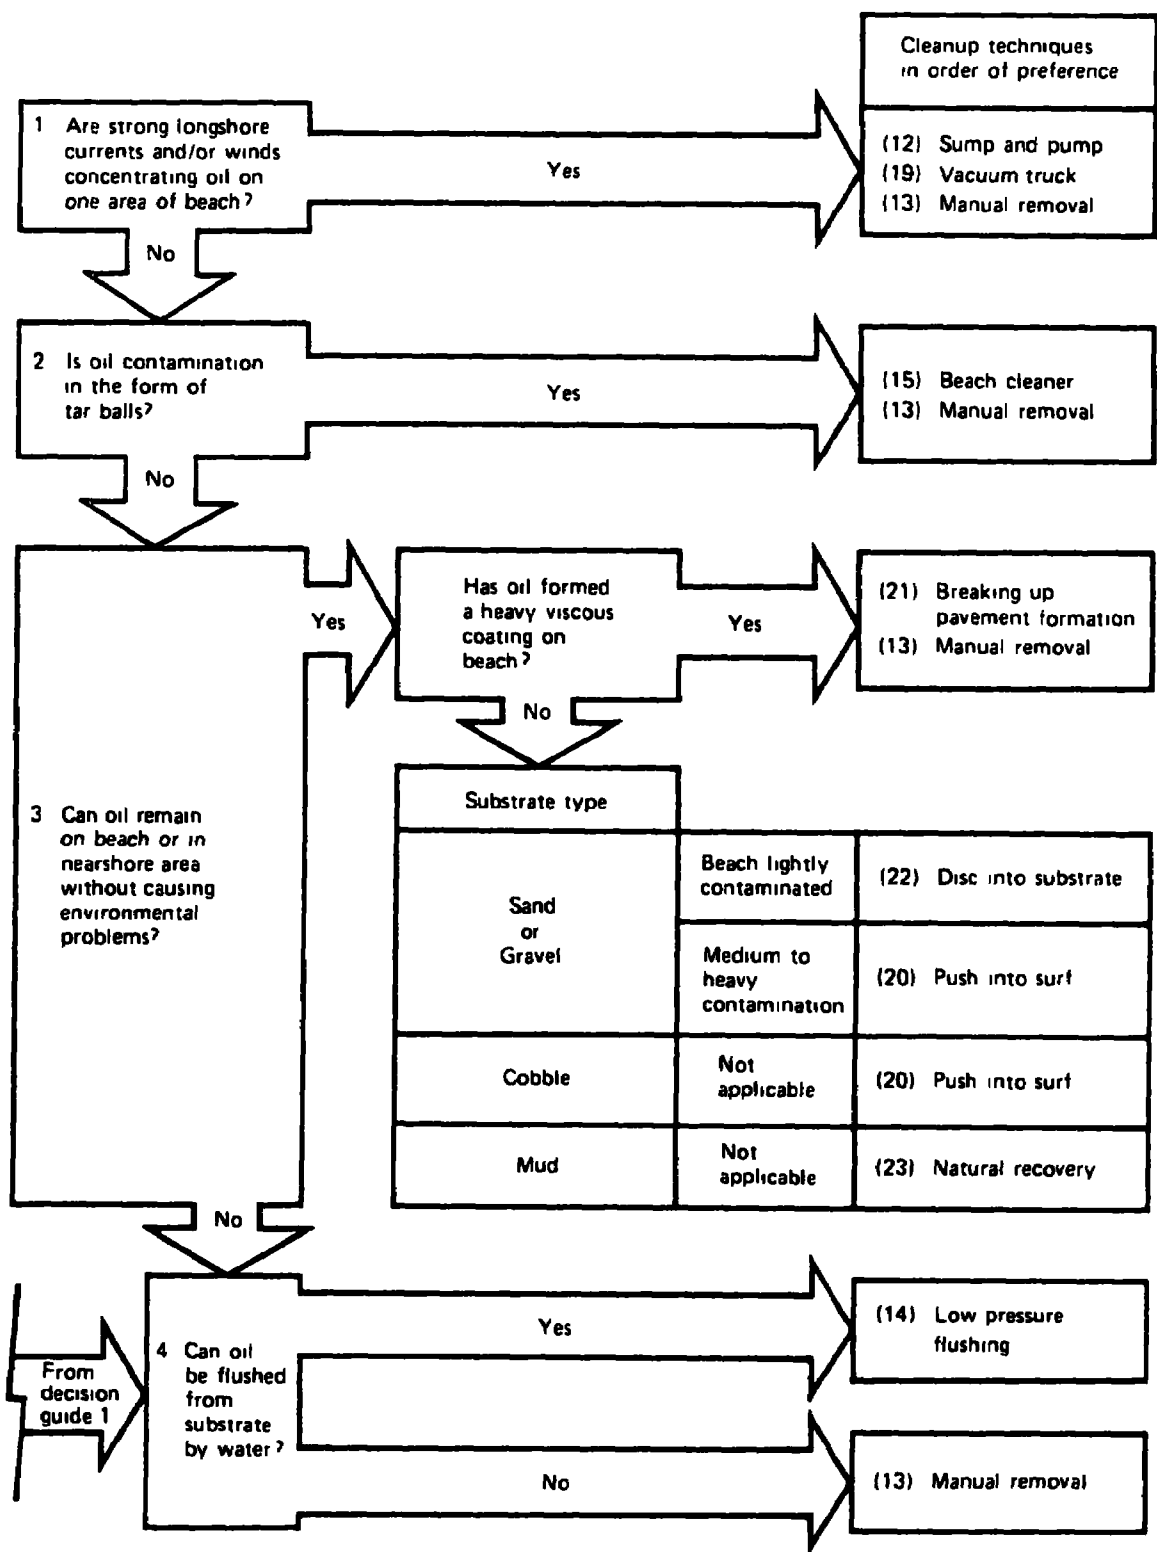 Cleanup techniques
in order of preference
1 Are strong longshore
currents and/or winds
concentrating oil on
one area of beach?
Yes
(12) Sump and pump
(19) Vacuum truck
(13) Manual removal
No
2 Is oil contamination
in the form of
tar balls?
Yes
(15) Beach cleaner
(13) Manual removal
No
3 Can oil remain
on beach or in
nearshore area
without causing
environmental
problems?
Yes
Has oil formed
a heavy viscous
coating on
beach?
Yes
(21) Breaking up
pavement formation
(13) Manual removal
No
Substrate type
Sand
or
Gravel
Beach lightly
contaminated
(22) Disc into substrate
Medium to
heavy
contamination
(20) Push into surf
Cobble
Not
applicable
(20) Push into surf
Mud
Not
applicable
(23) Natural recovery
No
From
decision
guide 1
4 Can oil
be flushed
from
substrate
by water?
Yes
(14) Low pressure
flushing
No
(13) Manual removal